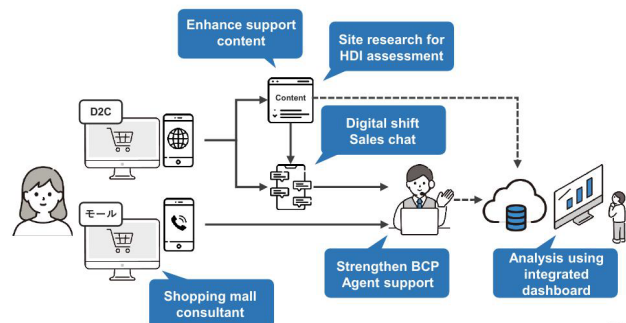 Enhance support
content
Site research for
HDI assessment
Content
D2C
Digital shift
Sales chat
モール
Strengthen BCP
Agent support
Analysis using
integrated
dashboard
Shopping mall
consultant